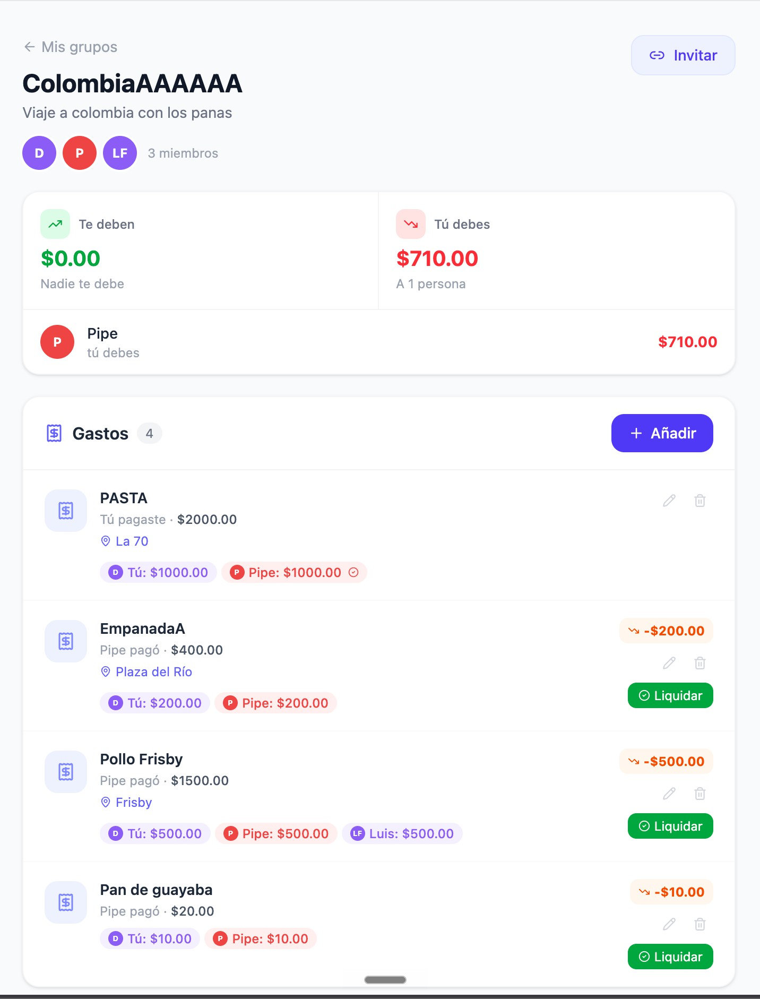 ← Mis grupos
Invitar
ColombiaAAAAAA
Viaje a colombia con los panas
D P LF 3 miembros
Te deben
$0.00
Nadie te debe
Tú debes
$710.00
A 1 persona
P
Pipe
tú debes
$710.00
Gastos 4
+ Añadir
PASTA
Tú pagaste · $2000.00
La 70
D Tú: $1000.00 P Pipe: $1000.00
EmpanadaA
Pipe pagó · $400.00
Plaza del Río
D Tú: $200.00 P Pipe: $200.00
-$200.00
Liquidar
Pollo Frisby
Pipe pagó · $1500.00
Frisby
D Tú: $500.00 P Pipe: $500.00 LF Luis: $500.00
-$500.00
Liquidar
Pan de guayaba
Pipe pagó · $20.00
D Tú: $10.00 P Pipe: $10.00
-$10.00
Liquidar